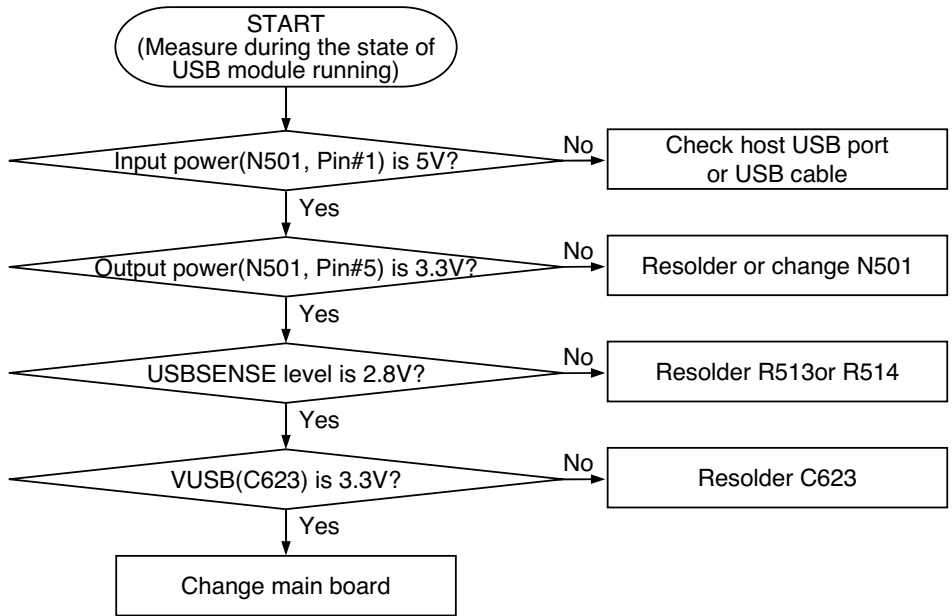 START
(Measure during the state of
USB module running)
Input power(N501, Pin#1) is 5V?
No
Check host USB port
or USB cable
Yes
Output power(N501, Pin#5) is 3.3V?
No
Resolder or change N501
Yes
USBSENSE level is 2.8V?
No
Resolder R513or R514
Yes
VUSB(C623) is 3.3V?
No
Resolder C623
Yes
Change main board